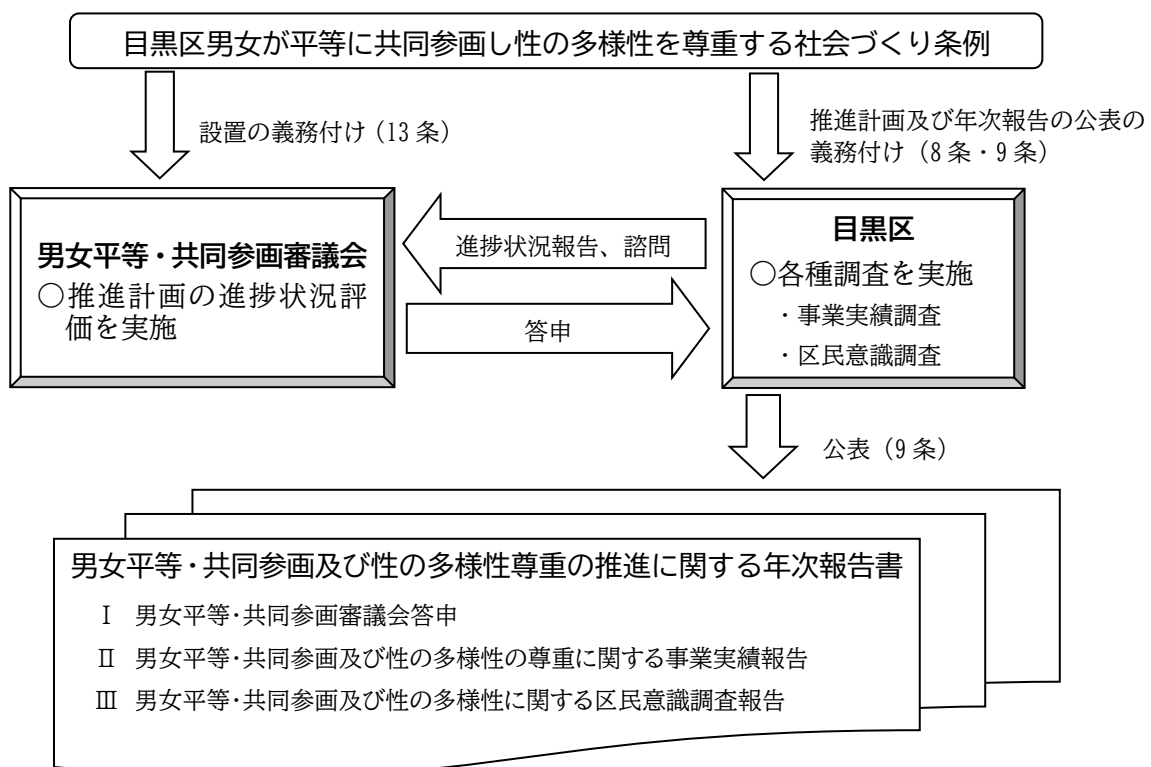 目黒区男女が平等に共同参画し性の多様性を尊重する社会づくり条例
設置の義務付け（13条）
推進計画及び年次報告の公表の
義務付け（8条・9条）
男女平等・共同参画審議会
○推進計画の進捗状況評
価を実施
進捗状況報告、諮問
答申
目黒区
○各種調査を実施
・事業実績調査
・区民意識調査
公表（9条）
男女平等・共同参画及び性の多様性尊重の推進に関する年次報告書
Ⅰ 男女平等・共同参画審議会答申
Ⅱ 男女平等・共同参画及び性の多様性の尊重に関する事業実績報告
Ⅲ 男女平等・共同参画及び性の多様性に関する区民意識調査報告